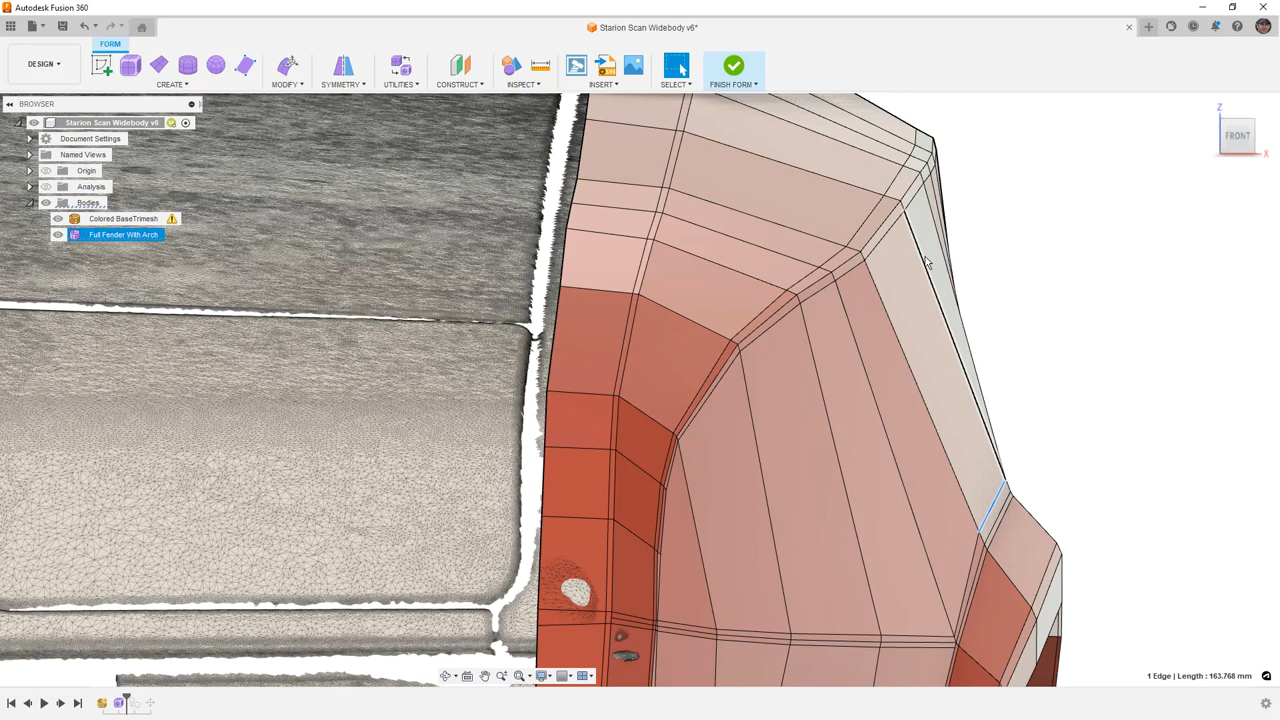 Autodesk Fusion 360
Starion Scan Widebody v6*
FORM
DESIGN
CREATE
MODIFY
SYMMETRY
UTILITIES
CONSTRUCT
INSPECT
INSERT
SELECT
FINISH FORM
BROWSER
Starion Scan Widebody v6
Document Settings
Named Views
Origin
Analysis
Bodies
Colored BaseTrimesh
Full Fender With Arch
Z
FRONT
X
1 Edge | Length : 163.768 mm